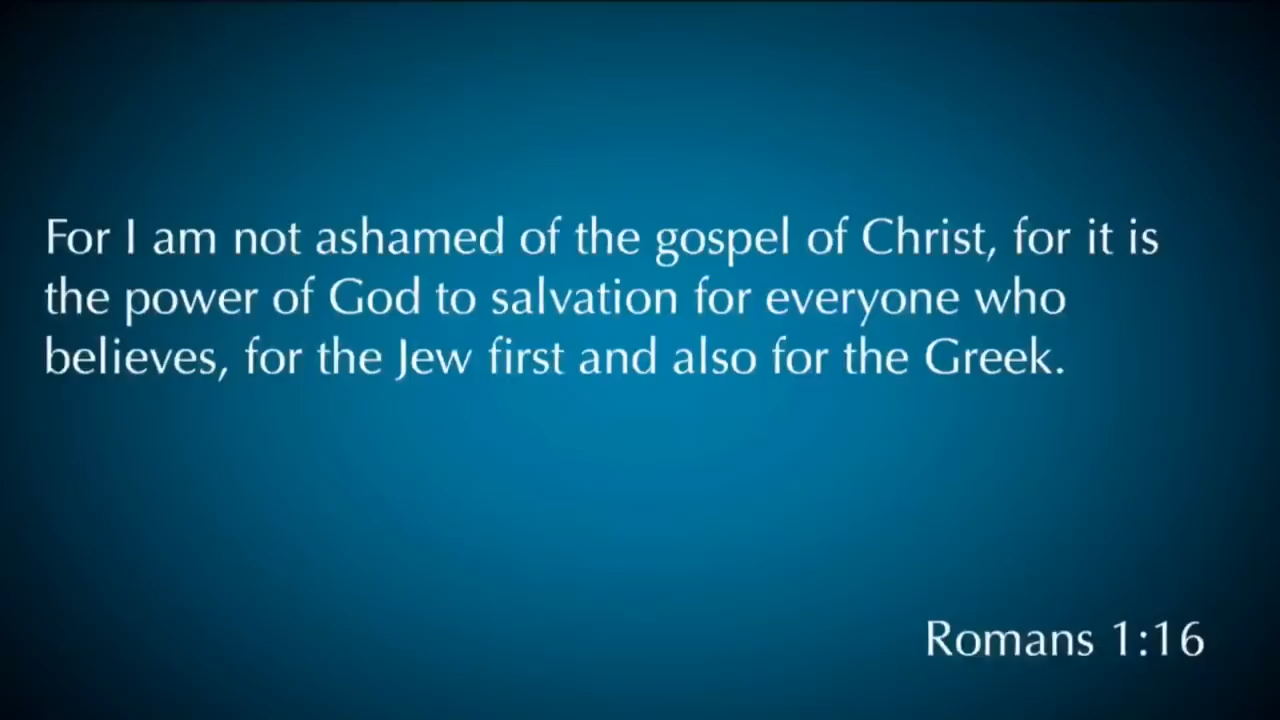 For I am not ashamed of the gospel of Christ, for it is
the power of God to salvation for everyone who
believes, for the Jew first and also for the Greek.
Romans 1:16